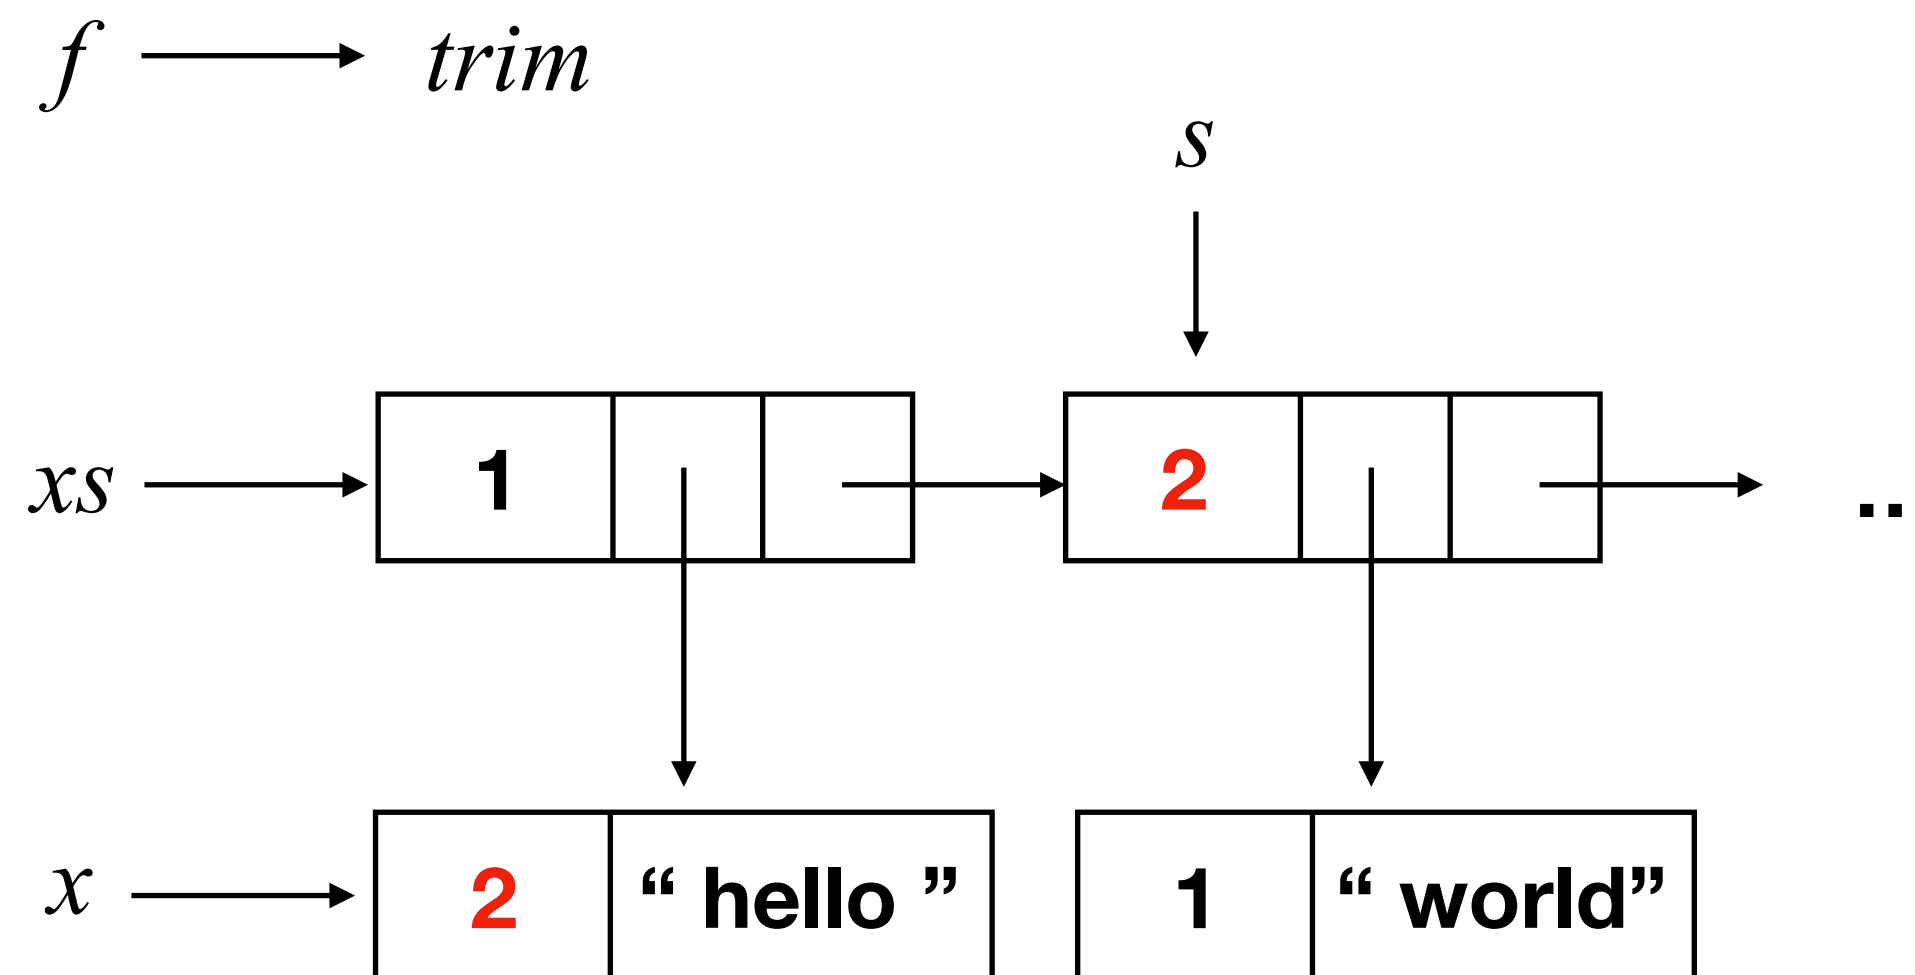 f trim
s
xs 1 2 ..
x 2 “ hello ” 1 “ world”